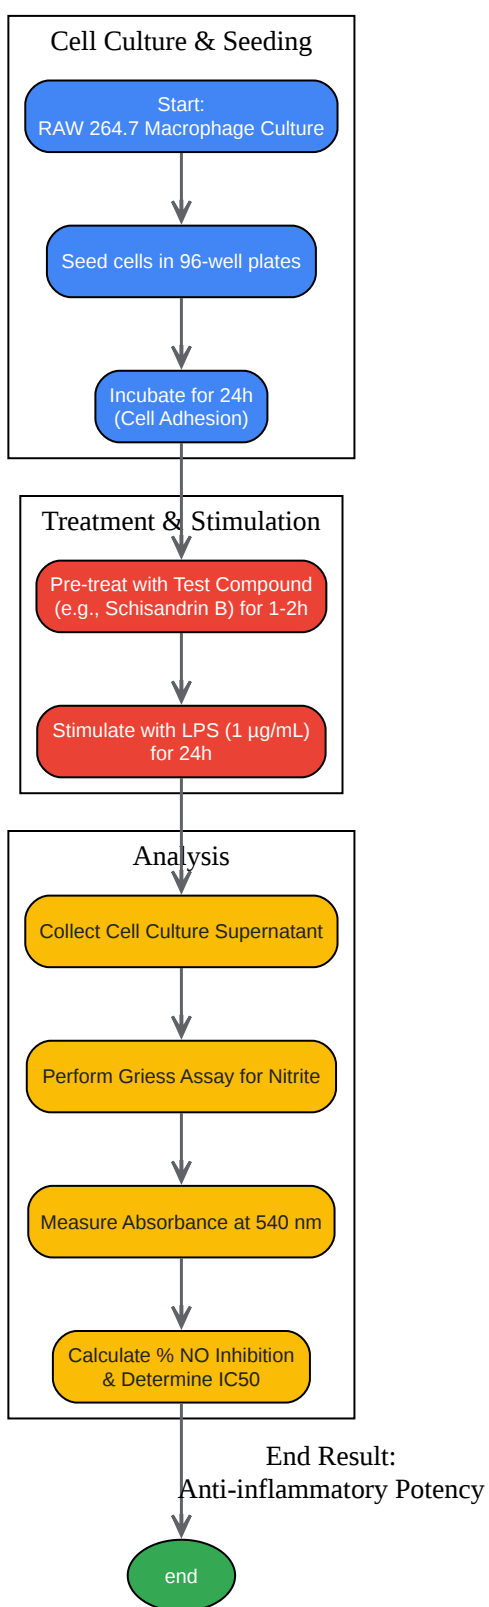 Cell Culture & Seeding
Start:
RAW 264.7 Macrophage Culture
Seed cells in 96-well plates
Incubate for 24h
(Cell Adhesion)
Treatment & Stimulation
Pre-treat with Test Compound
(e.g., Schisandrin B) for 1-2h
Stimulate with LPS (1 µg/mL)
for 24h
Analysis
Collect Cell Culture Supernatant
Perform Griess Assay for Nitrite
Measure Absorbance at 540 nm
Calculate % NO Inhibition
& Determine IC50
End Result:
Anti-inflammatory Potency
end